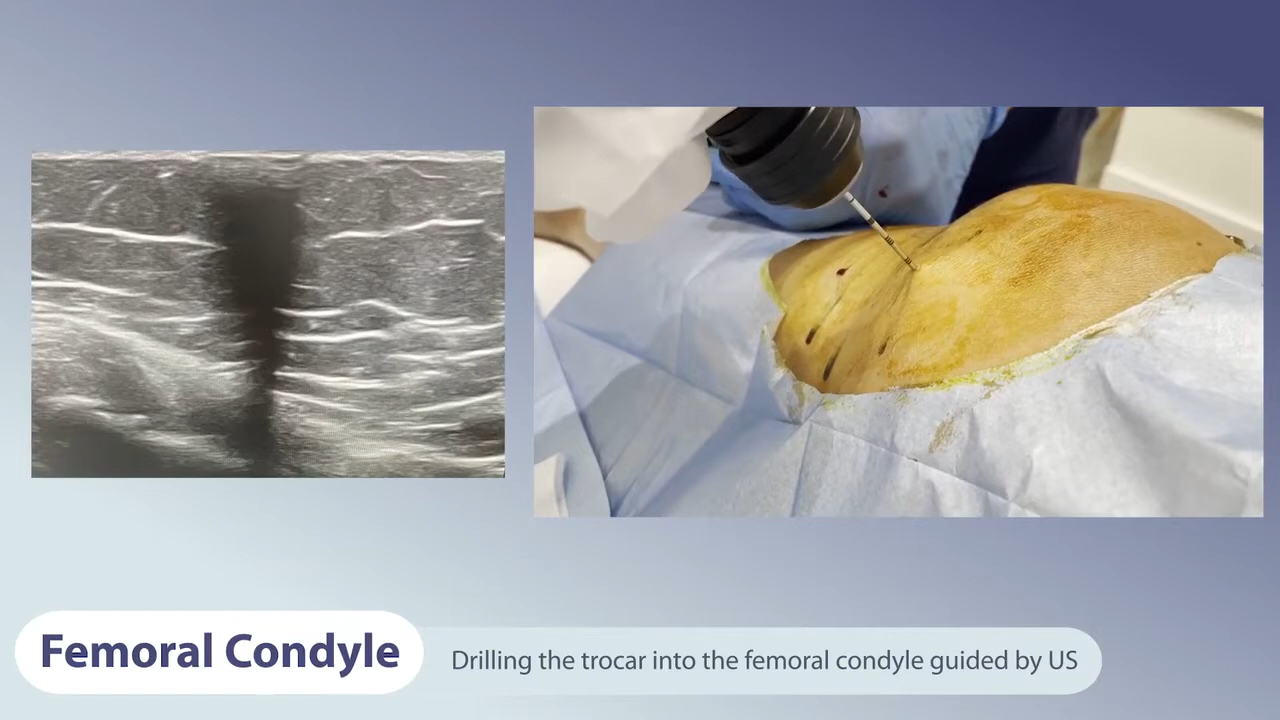 Femoral Condyle
Drilling the trocar into the femoral condyle guided by US